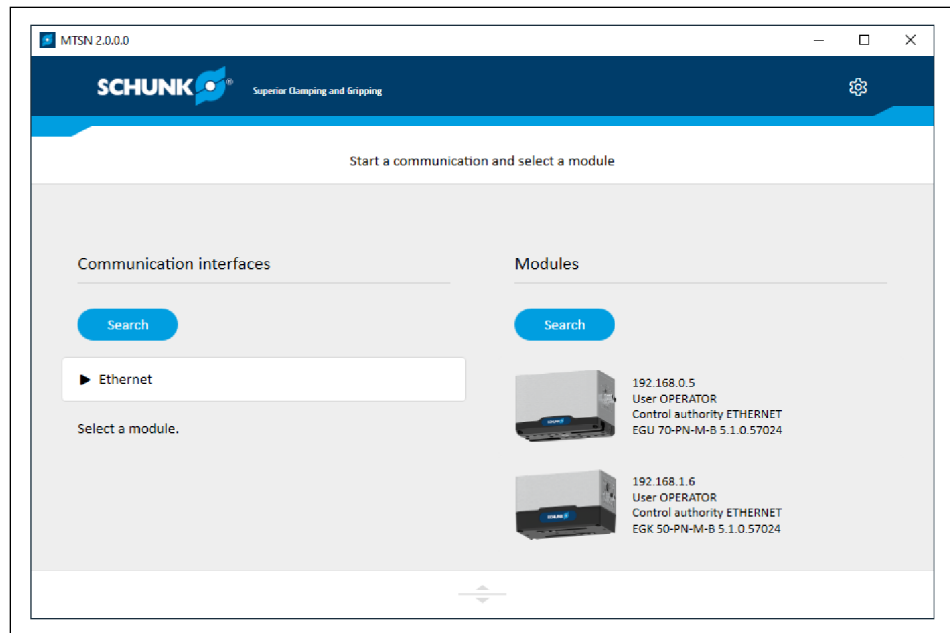 MTSN 2.0.0.0
SCHUNK ®
Superior Clamping and Gripping
Start a communication and select a module
Communication interfaces
Search
Ethernet
Select a module.
Modules
Search
SCHUNK
192.168.0.5
User OPERATOR
Control authority ETHERNET
EGU 70-PN-M-B 5.1.0.57024
SCHUNK
192.168.1.6
User OPERATOR
Control authority ETHERNET
EGK 50-PN-M-B 5.1.0.57024